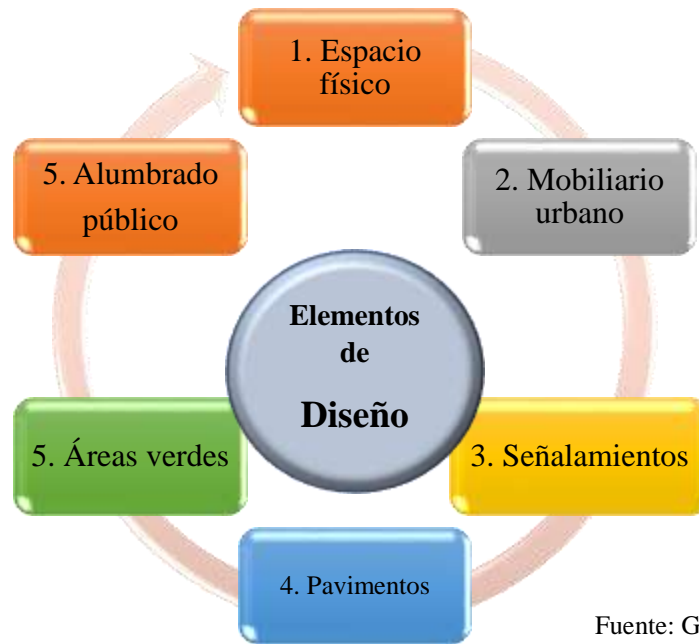 1. Espacio
físico
2. Mobiliario
urbano
3. Señalamientos
4. Pavimentos
5. Áreas verdes
5. Alumbrado
público
Elementos
de
Diseño
Fuente: G